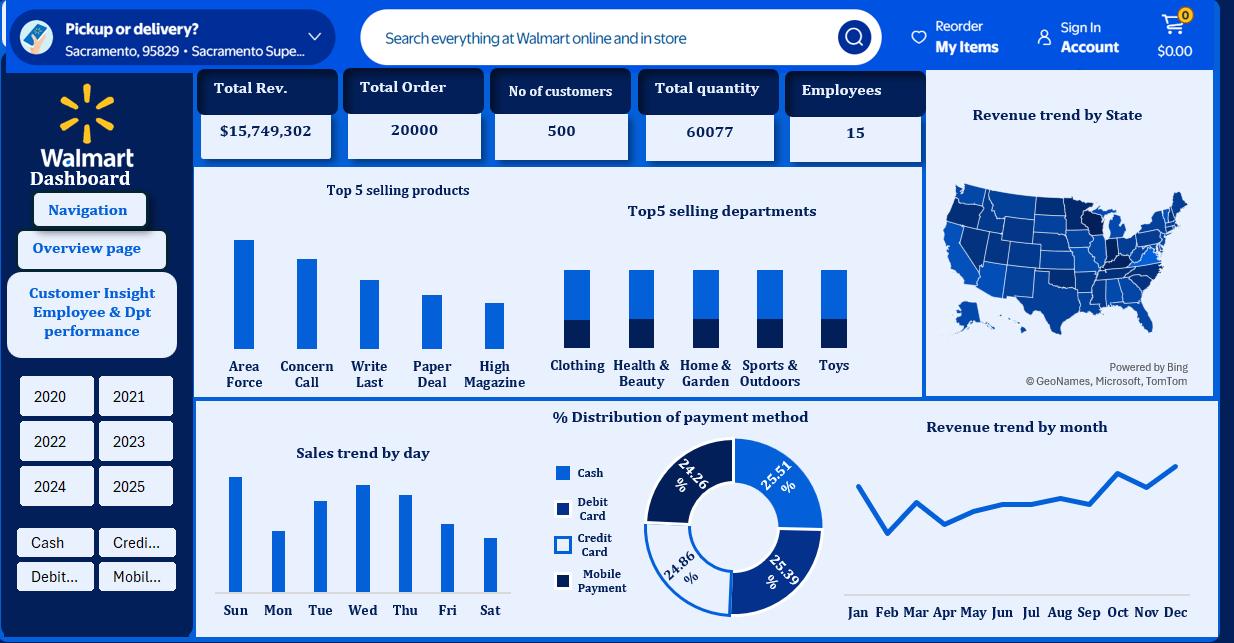 Pickup or delivery?
Sacramento, 95829 • Sacramento Supe...
Search everything at Walmart online and in store
Reorder
My Items
Sign In
Account
0
$0.00
Walmart
Dashboard
Navigation
Overview page
Customer Insight
Employee & Dpt
performance
2020
2021
2022
2023
2024
2025
Cash
Credi...
Debit...
Mobil...
Total Rev.
$15,749,302
Total Order
20000
No of customers
500
Total quantity
60077
Employees
15
Top 5 selling products
Area
Force
Concern
Call
Write
Last
Paper
Deal
High
Magazine
Top5 selling departments
Clothing
Health &
Beauty
Home &
Garden
Sports &
Outdoors
Toys
Revenue trend by State
Powered by Bing
© GeoNames, Microsoft, TomTom
Sales trend by day
Sun Mon Tue Wed Thu Fri Sat
% Distribution of payment method
Cash
Debit
Card
Credit
Card
Mobile
Payment
24.26
%
25.51
%
24.86
%
25.39
%
Revenue trend by month
Jan Feb Mar Apr May Jun Jul Aug Sep Oct Nov Dec